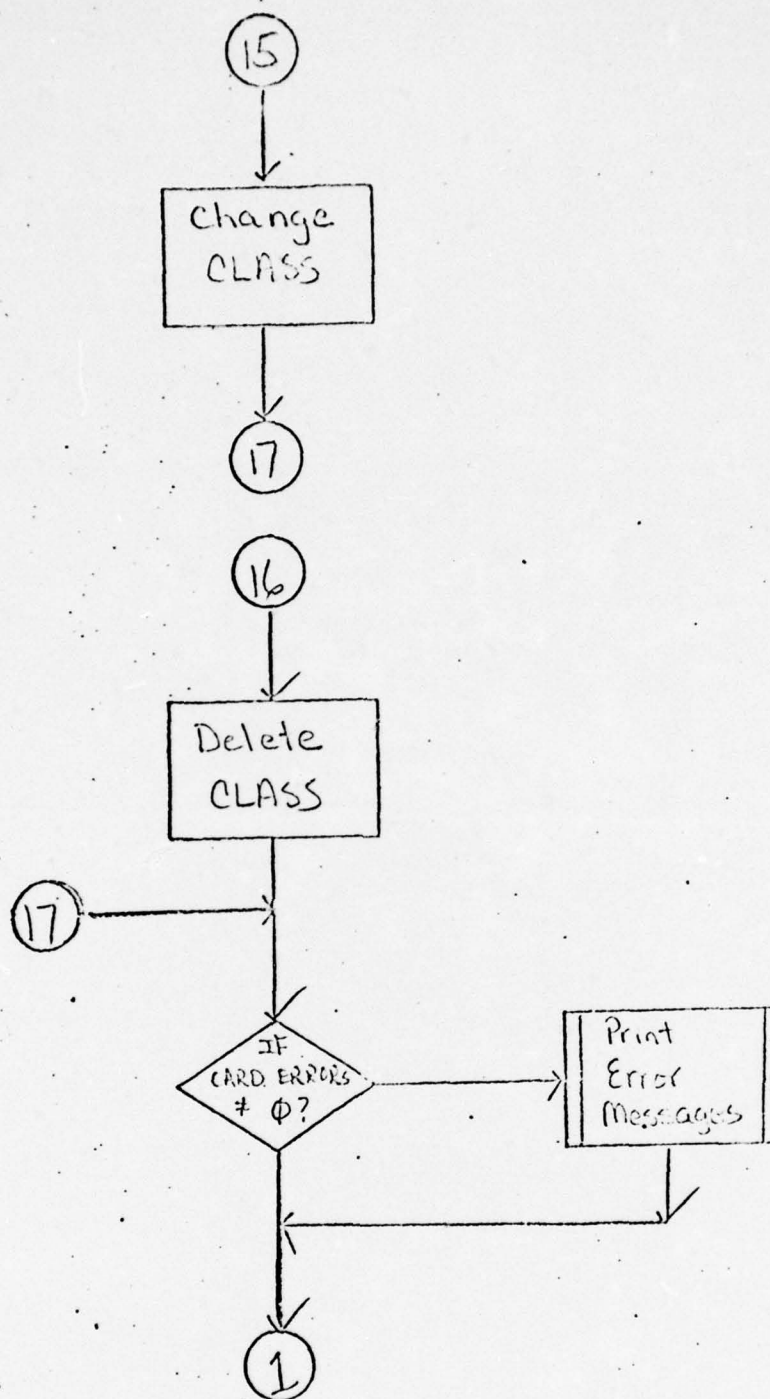 15
Change
CLASS
17
16
Delete
CLASS
17
IF
CARD. ERRORS
≠ Φ?
Print
Error
Messages
1